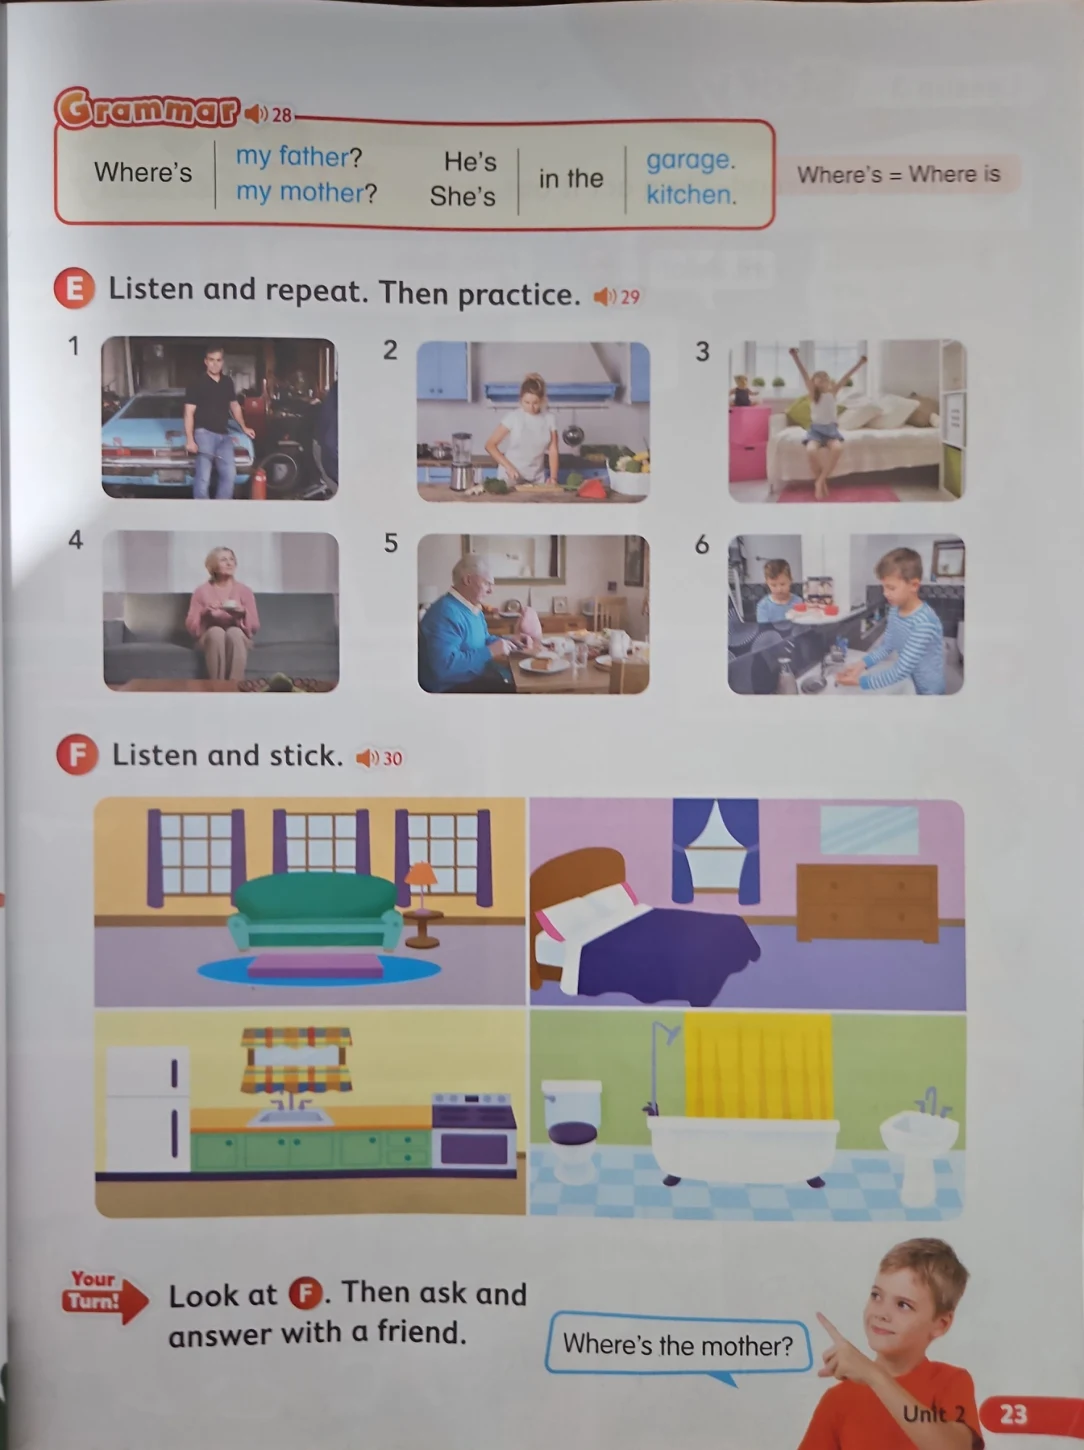 Grammar 28
Where's my father? He's in the garage.
my mother? She's kitchen.
Where's = Where is
E Listen and repeat. Then practice. 29
1 2 3
4 5 6
F Listen and stick. 30
Your Turn!
Look at F. Then ask and
answer with a friend.
Where's the mother?
Unit 2 23